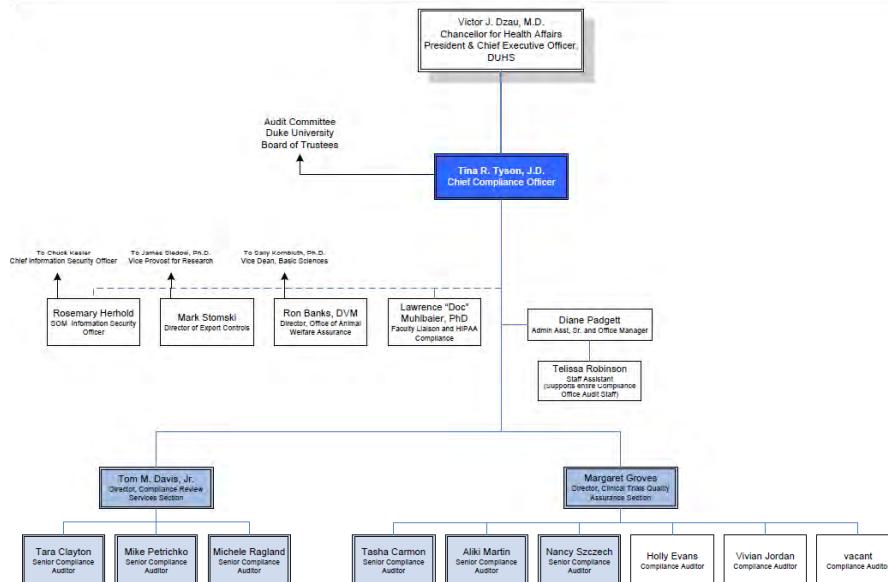 Victor J. Dzau, M.D.
Chancellor for Health Affairs
President & Chief Executive Officer,
DUHS
Audit Committee
Duke University
Board of Trustees
Tina R. Tyson, J.D.
Chief Compliance Officer
To Chuck Kesler
Chief Information Security Officer
To James Siedow, Ph.D.
Vice Provost for Research
To Sally Kornbluth, Ph.D.
Vice Dean, Basic Sciences
Rosemary Herhold
SOM Information Security
Officer
Mark Stomski
Director of Export Controls
Ron Banks, DVM
Director, Office of Animal
Welfare Assurance
Lawrence "Doc"
Muhlbaier, PhD
Faculty Liaison and HIPAA
Compliance
Diane Padgett
Admin Asst, Sr. and Office Manager
Telissa Robinson
Staff Assistant
(Supports entire Compliance
Office Audit Staff)
Tom M. Davis, Jr.
Director, Compliance Review
Services Section
Margaret Groves
Director, Clinical Trials Quality
Assurance Section
Tara Clayton
Senior Compliance
Auditor
Mike Petrichko
Senior Compliance
Auditor
Michele Ragland
Senior Compliance
Auditor
Tasha Carmon
Senior Compliance
Auditor
Aliki Martin
Senior Compliance
Auditor
Nancy Szczech
Senior Compliance
Auditor
Holly Evans
Compliance Auditor
Vivian Jordan
Compliance Auditor
vacant
Compliance Auditor